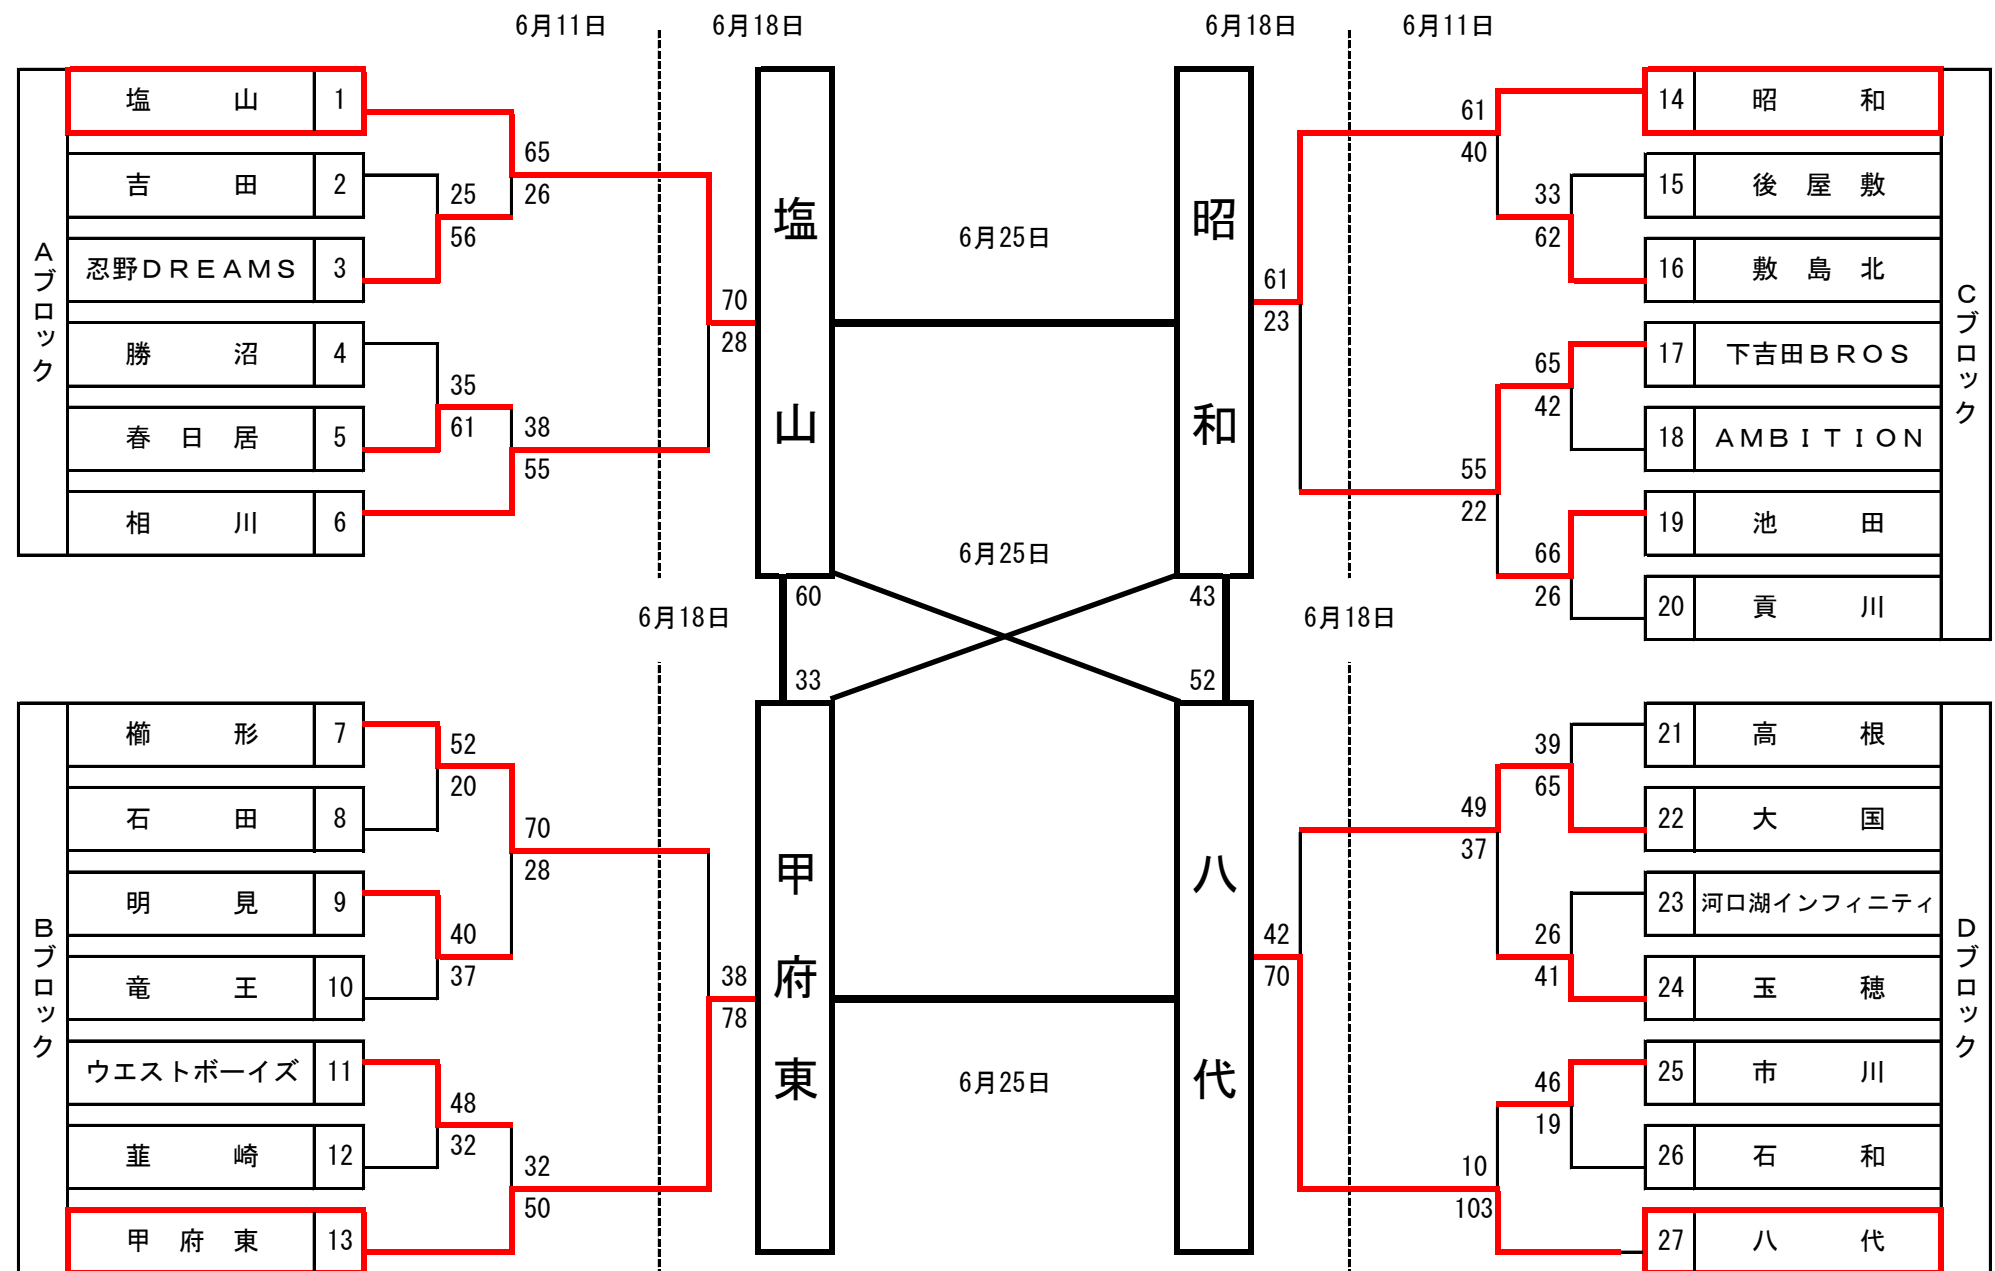 6月11日 6月18日 6月18日 6月11日
Aブロック
塩山 1
吉田 2
忍野DREAMS 3
勝沼 4
春日居 5
相川 6
65
26
25
56
35
61
38
55
70
28
塩山
6月25日
昭和
61
23
61
40
33
62
65
42
55
22
66
26
14 昭和
15 後屋敷
16 敷島北
17 下吉田BROS
18 AMBITION
19 池田
20 貢川
Cブロック
6月25日
6月18日
60
43
6月18日
33
52
Bブロック
櫛形 7
石田 8
明見 9
竜王 10
ウエストボーイズ 11
韮崎 12
甲府東 13
52
20
70
28
40
37
48
32
32
50
38
78
甲府東
6月25日
八代
42
70
39
65
49
37
26
41
46
19
10
103
21 高根
22 大国
23 河口湖インフィニティ
24 玉穂
25 市川
26 石和
27 八代
Dブロック